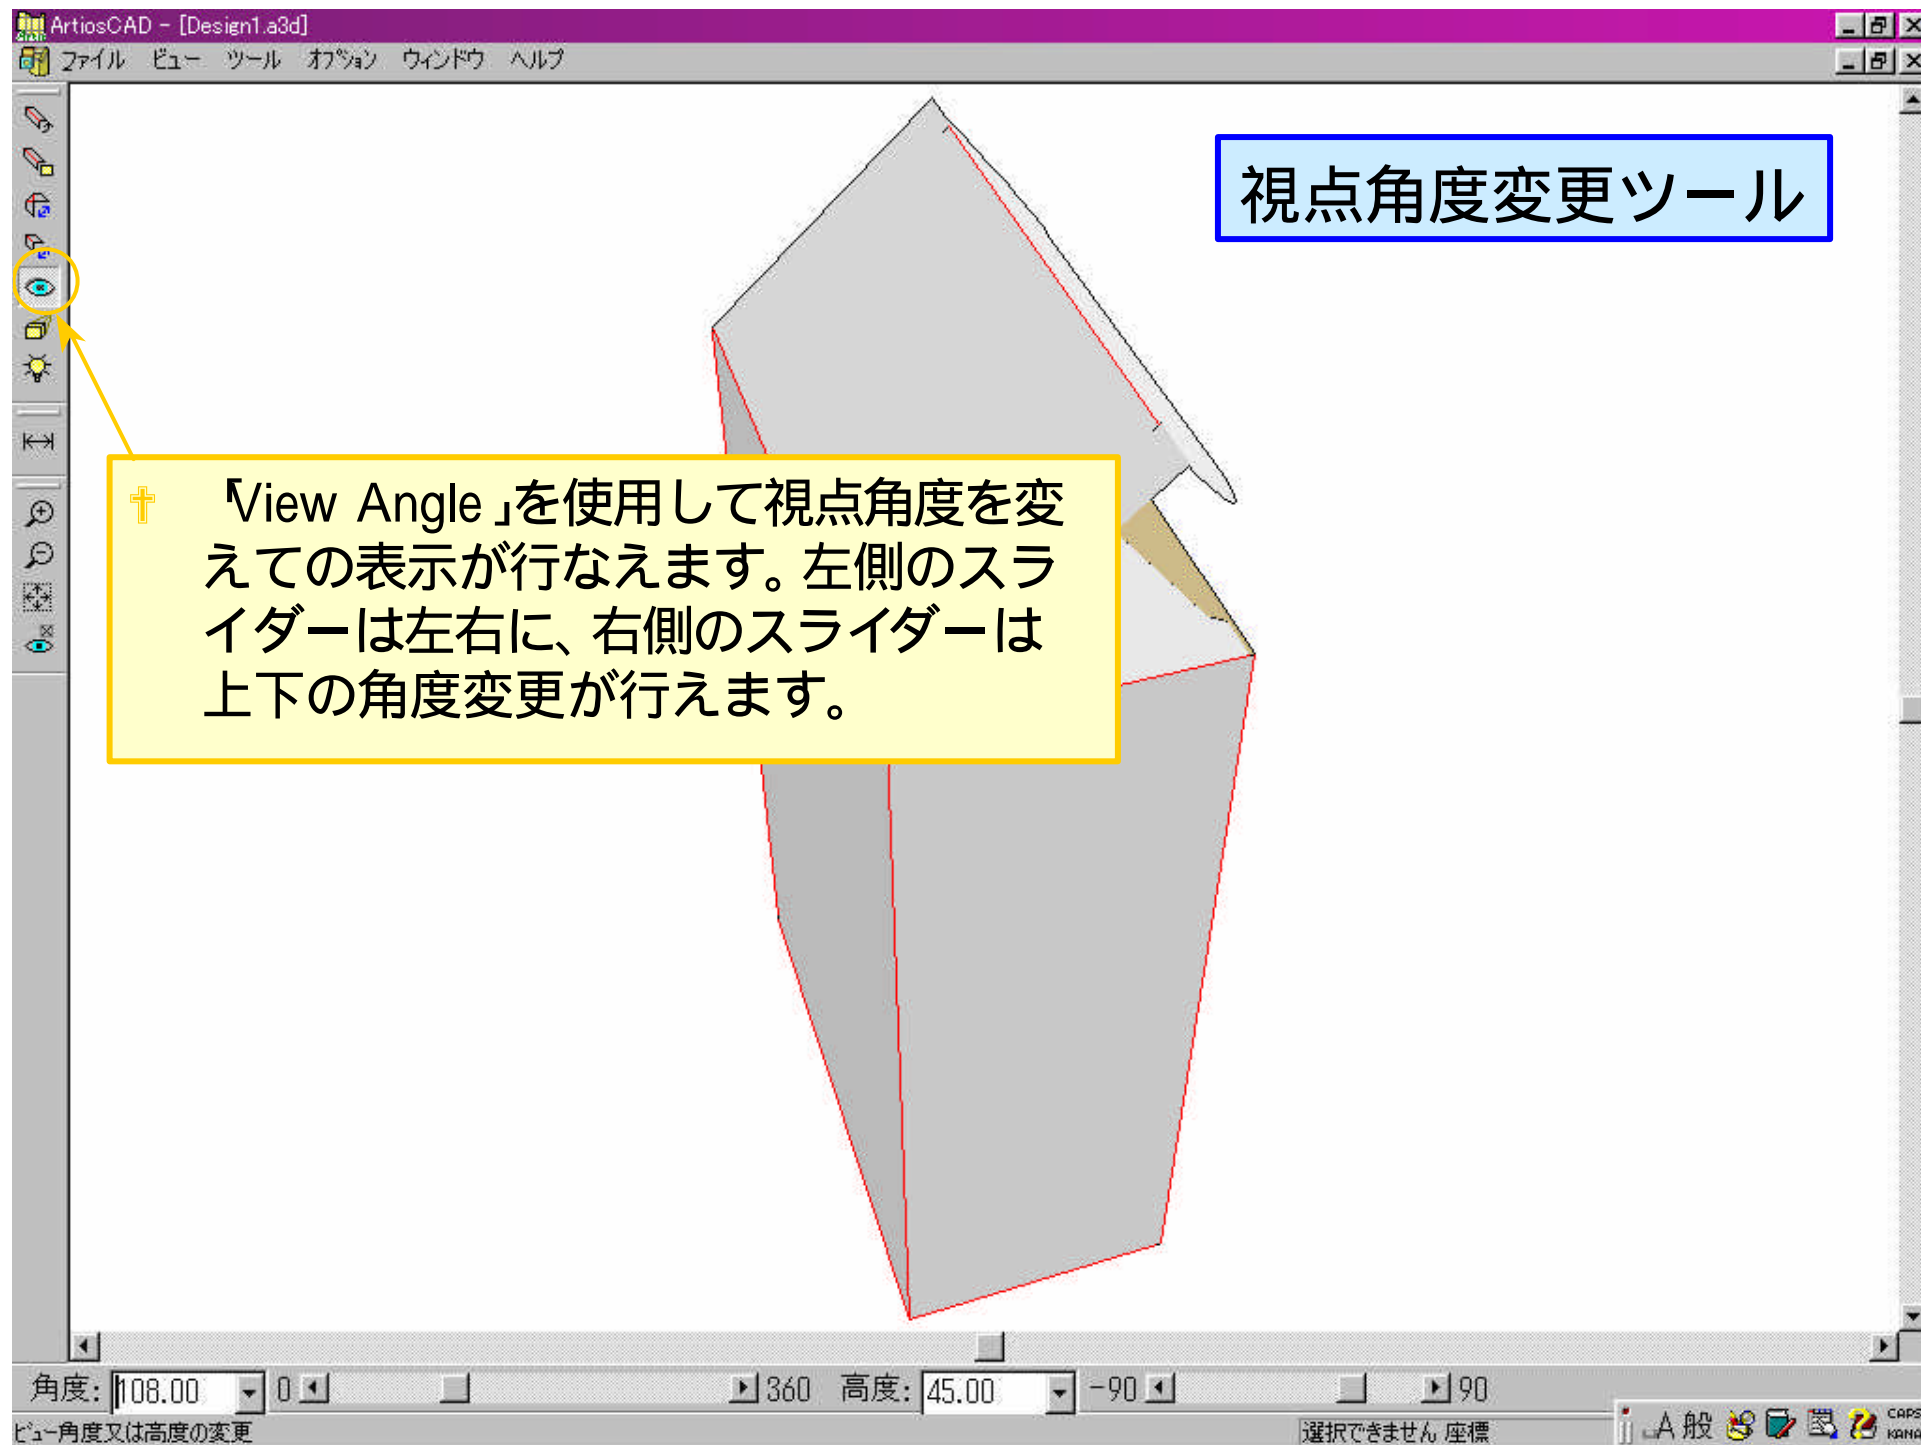 ArtiosCAD - [Design1.a3d]
ファイル ビュー ツール オプション ウィンドウ ヘルプ
視点角度変更ツール
「View Angle」を使用して視点角度を変
えての表示が行なえます。左側のスラ
イダーは左右に、右側のスライダーは
上下の角度変更が行えます。
角度: 108.00 0 360 高度: 45.00 -90 90
ビュー角度又は高度の変更 選択できません 座標 A 般 CAPS
KANA